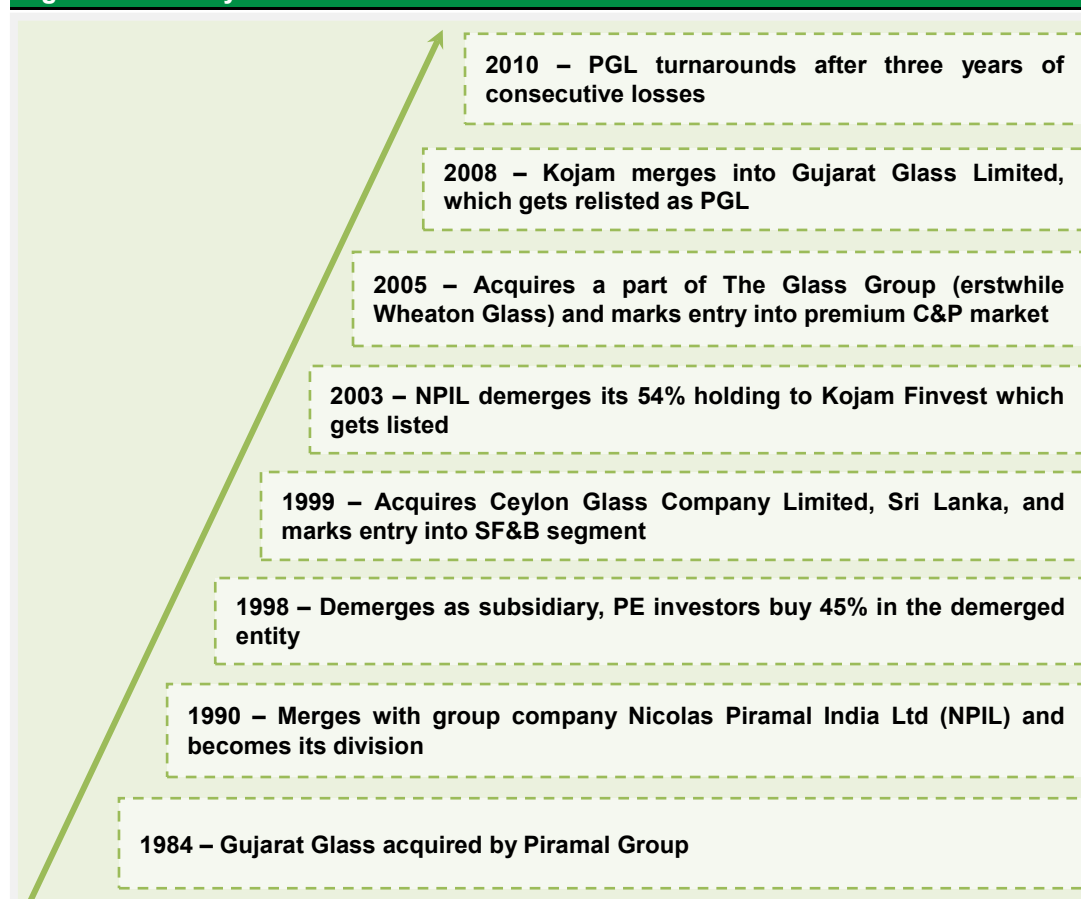 2010 – PGL turnarounds after three years of
consecutive losses
2008 – Kojam merges into Gujarat Glass Limited,
which gets relisted as PGL
2005 – Acquires a part of The Glass Group (erstwhile
Wheaton Glass) and marks entry into premium C&P market
2003 – NPIL demerges its 54% holding to Kojam Finvest which
gets listed
1999 – Acquires Ceylon Glass Company Limited, Sri Lanka, and
marks entry into SF&B segment
1998 – Demerges as subsidiary, PE investors buy 45% in the demerged
entity
1990 – Merges with group company Nicolas Piramal India Ltd (NPIL) and
becomes its division
1984 – Gujarat Glass acquired by Piramal Group